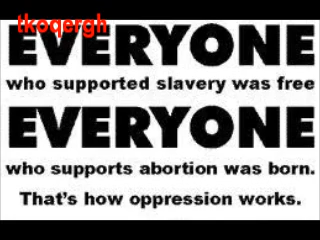 tkoqergh
EVERYONE
who supported slavery was free
EVERYONE
who supports abortion was born.
That's how oppression works.